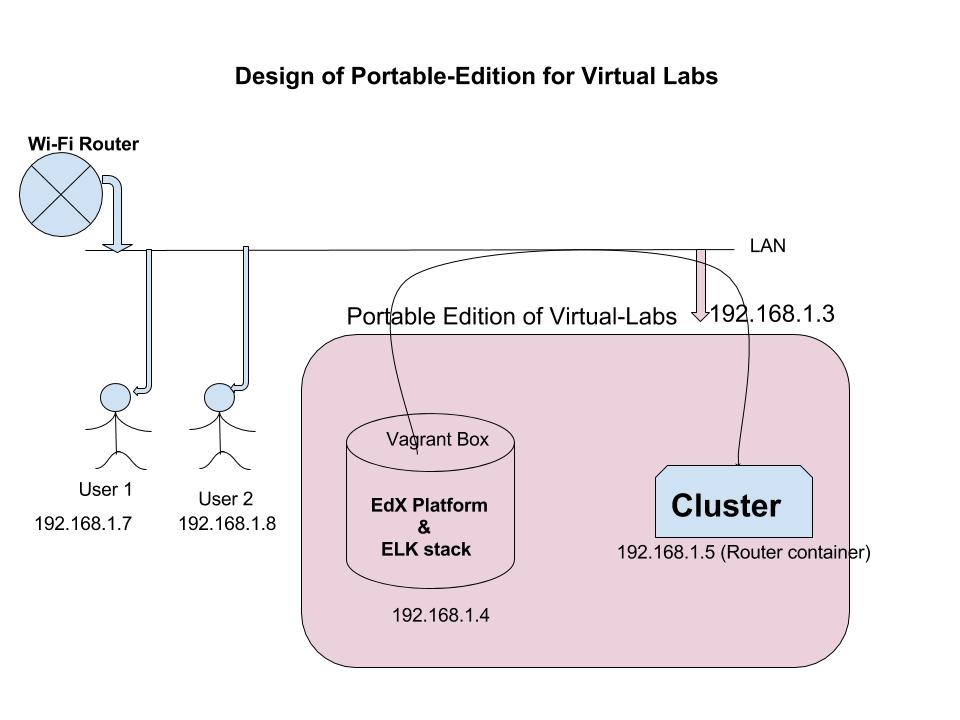 Design of Portable-Edition for Virtual Labs
Wi-Fi Router
LAN
Portable Edition of Virtual-Labs
192.168.1.3
Vagrant Box
EdX Platform
&
ELK stack
192.168.1.4
Cluster
192.168.1.5 (Router container)
User 1
192.168.1.7
User 2
192.168.1.8